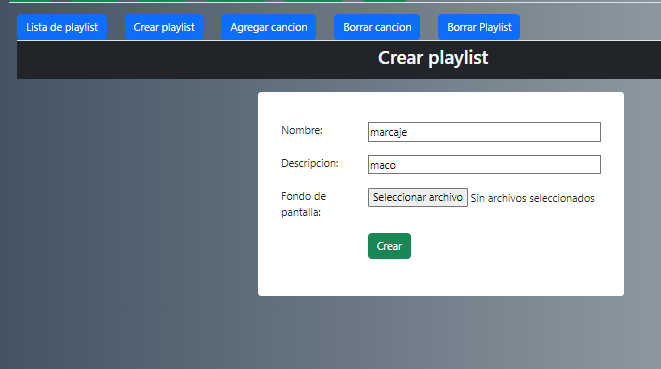 Lista de playlist Crear playlist Agregar cancion Borrar cancion Borrar Playlist
Crear playlist
Nombre: marcaje
Descripcion: maco
Fondo de pantalla: Seleccionar archivo Sin archivos seleccionados
Crear